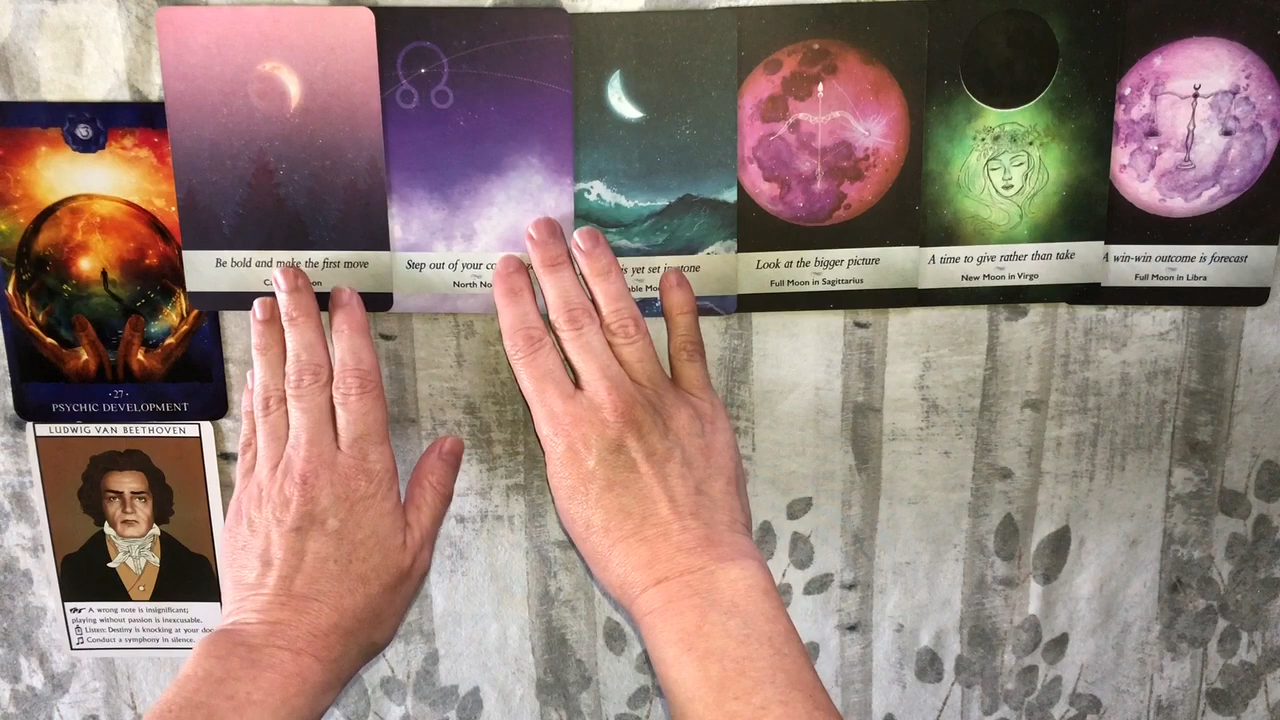 Be bold and make the first move
Step out of your
North
is yet set in stone
Look at the bigger picture
Full Moon in Sagittarius
A time to give rather than take
New Moon in Virgo
A win-win outcome is forecast
Full Moon in Libra
·27·
PSYCHIC DEVELOPMENT
LUDWIG VAN BEETHOVEN
A wrong note is insignificant;
playing without passion is inexcusable.
Listen: Destiny is knocking at your
Conduct a symphony in silence.